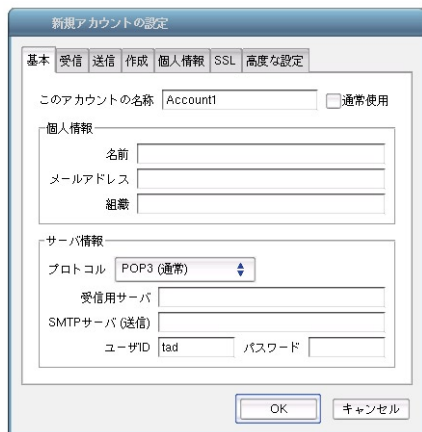 新規アカウントの設定
基本 受信 送信 作成 個人情報 SSL 高度な設定
このアカウントの名称 Account1 通常使用
個人情報
名前
メールアドレス
組織
サーバ情報
プロトコル POP3 (通常)
受信用サーバ
SMTPサーバ (送信)
ユーザID tad パスワード
OK キャンセル